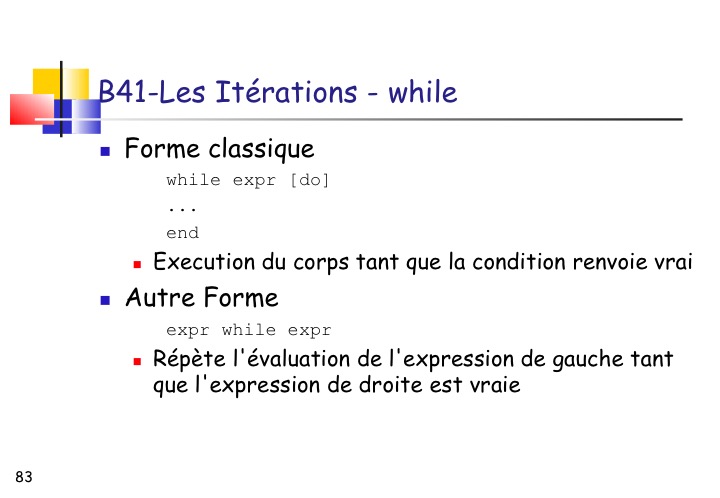 B41-Les Itérations - while
Forme classique
while expr [do]
...
end
Execution du corps tant que la condition renvoie vrai
Autre Forme
expr while expr
Répète l'évaluation de l'expression de gauche tant
que l'expression de droite est vraie
83